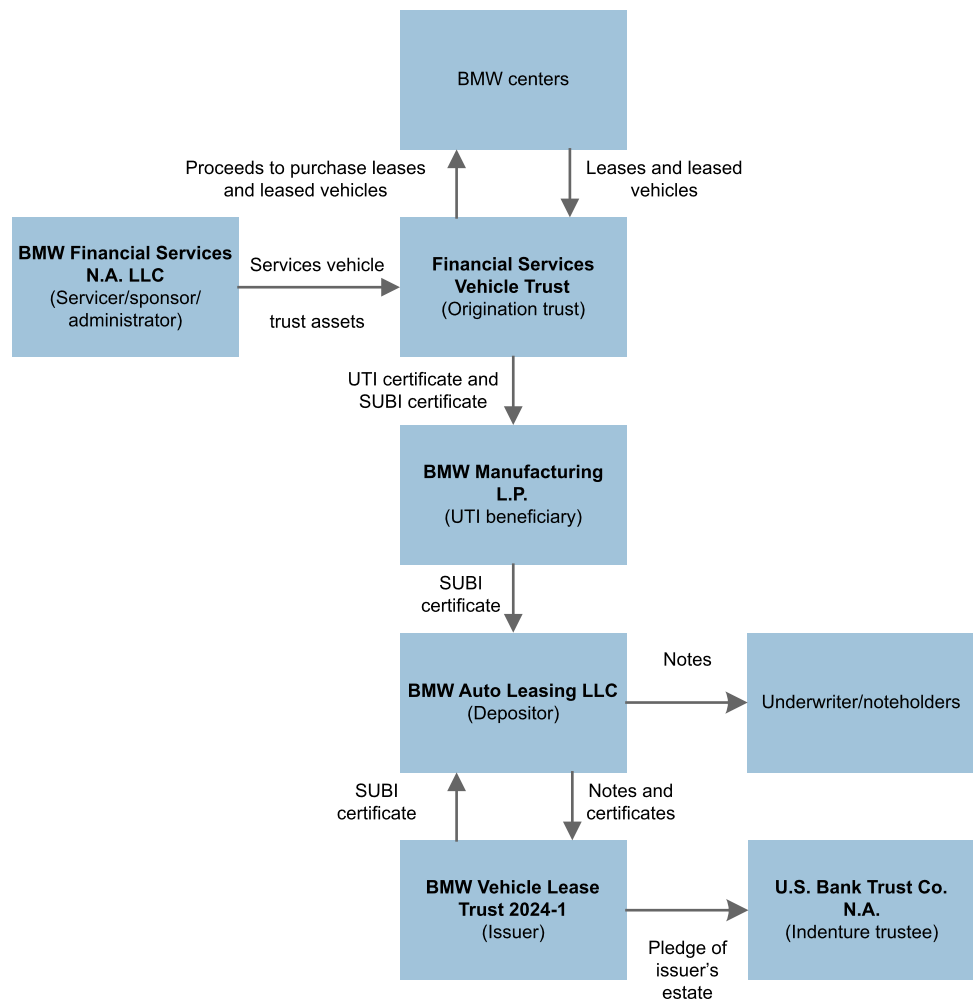 BMW centers
Proceeds to purchase leases
and leased vehicles
Leases and leased
vehicles
BMW Financial Services
N.A. LLC
(Servicer/sponsor/
administrator)
Services vehicle
trust assets
Financial Services
Vehicle Trust
(Origination trust)
UTI certificate and
SUBI certificate
BMW Manufacturing
L.P.
(UTI beneficiary)
SUBI
certificate
BMW Auto Leasing LLC
(Depositor)
Notes
Underwriter/noteholders
SUBI
certificate
Notes and
certificates
BMW Vehicle Lease
Trust 2024-1
(Issuer)
Pledge of
issuer’s
estate
U.S. Bank Trust Co.
N.A.
(Indenture trustee)